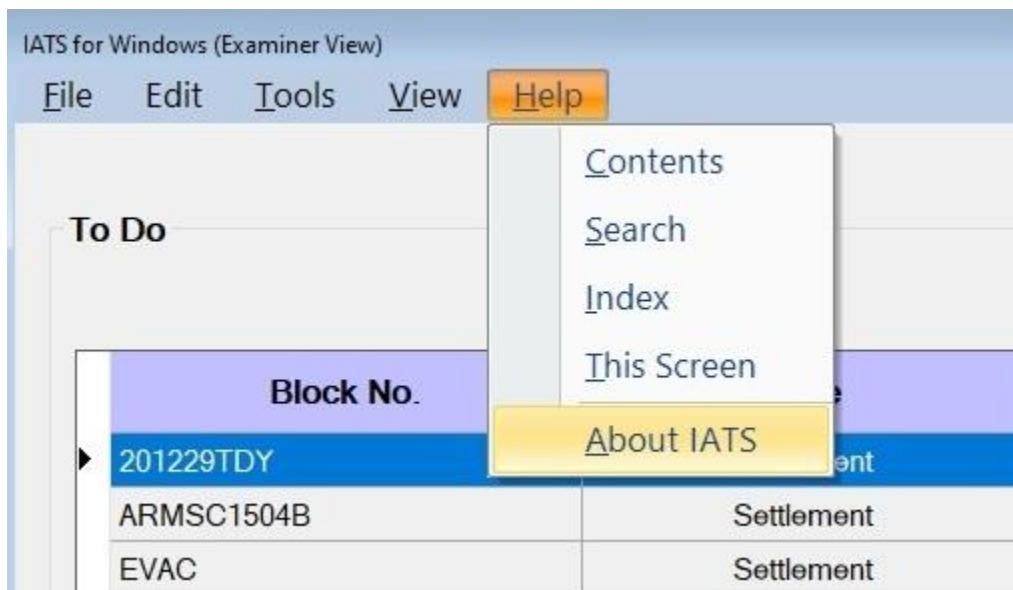 IATS for Windows (Examiner View)
File Edit Tools View Help
Contents
To Do
Search
Index
This Screen
Block No.
About IATS
201229TDY
ARMSC1504B Settlement
EVAC Settlement